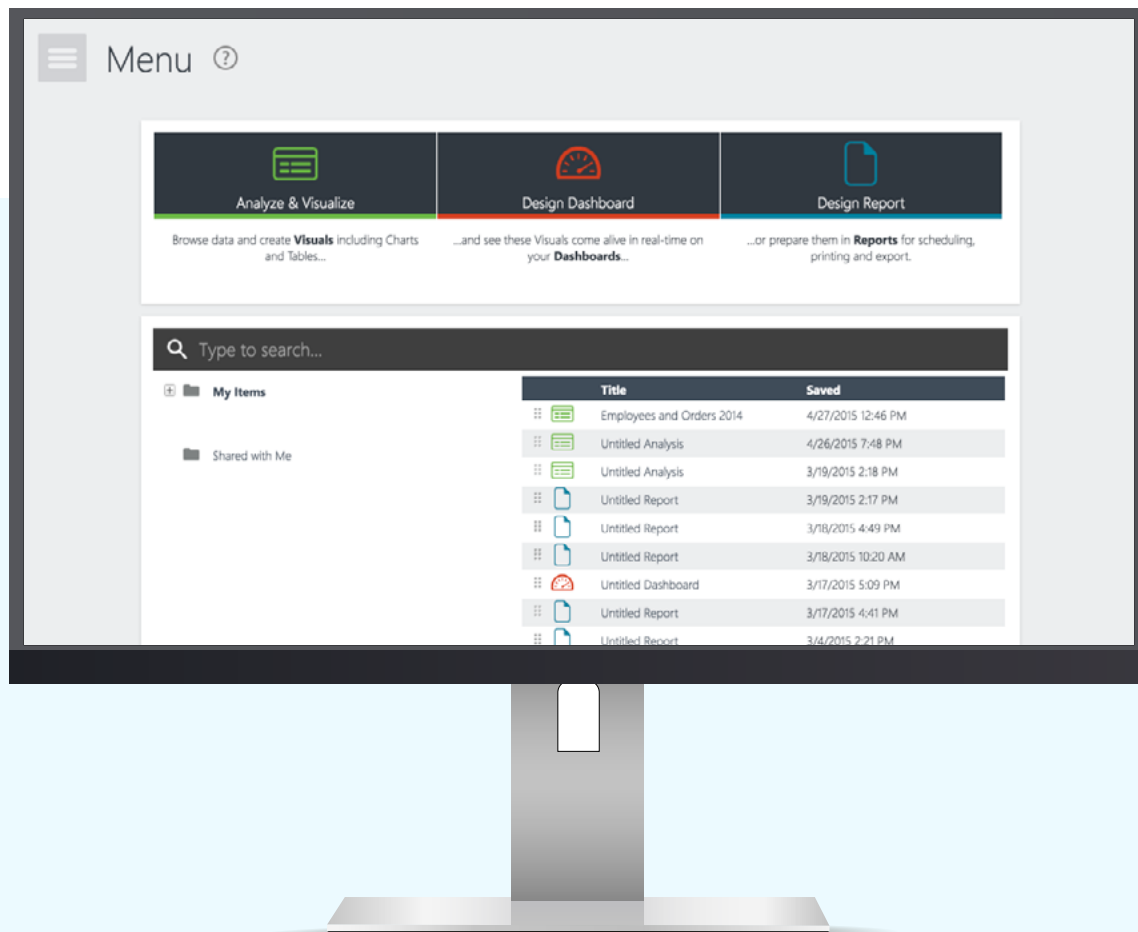 Menu ?
Analyze & Visualize
Design Dashboard
Design Report
Browse data and create Visuals including Charts
and Tables...
...and see these Visuals come alive in real-time on
your Dashboards...
...or prepare them in Reports for scheduling,
printing and export.
Type to search...
My Items
Shared with Me
Title Saved
Employees and Orders 2014 4/27/2015 12:46 PM
Untitled Analysis 4/26/2015 7:48 PM
Untitled Analysis 3/19/2015 2:18 PM
Untitled Report 3/19/2015 2:17 PM
Untitled Report 3/18/2015 4:49 PM
Untitled Report 3/18/2015 10:20 AM
Untitled Dashboard 3/17/2015 5:09 PM
Untitled Report 3/17/2015 4:41 PM
Untitled Report 3/4/2015 2:21 PM